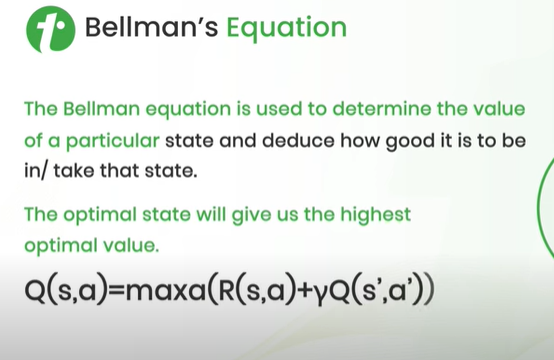 Bellman's Equation
The Bellman equation is used to determine the value
of a particular state and deduce how good it is to be
in/ take that state.
The optimal state will give us the highest
optimal value.
Q(s,a)=maxa(R(s,a)+γQ(s’,a’))